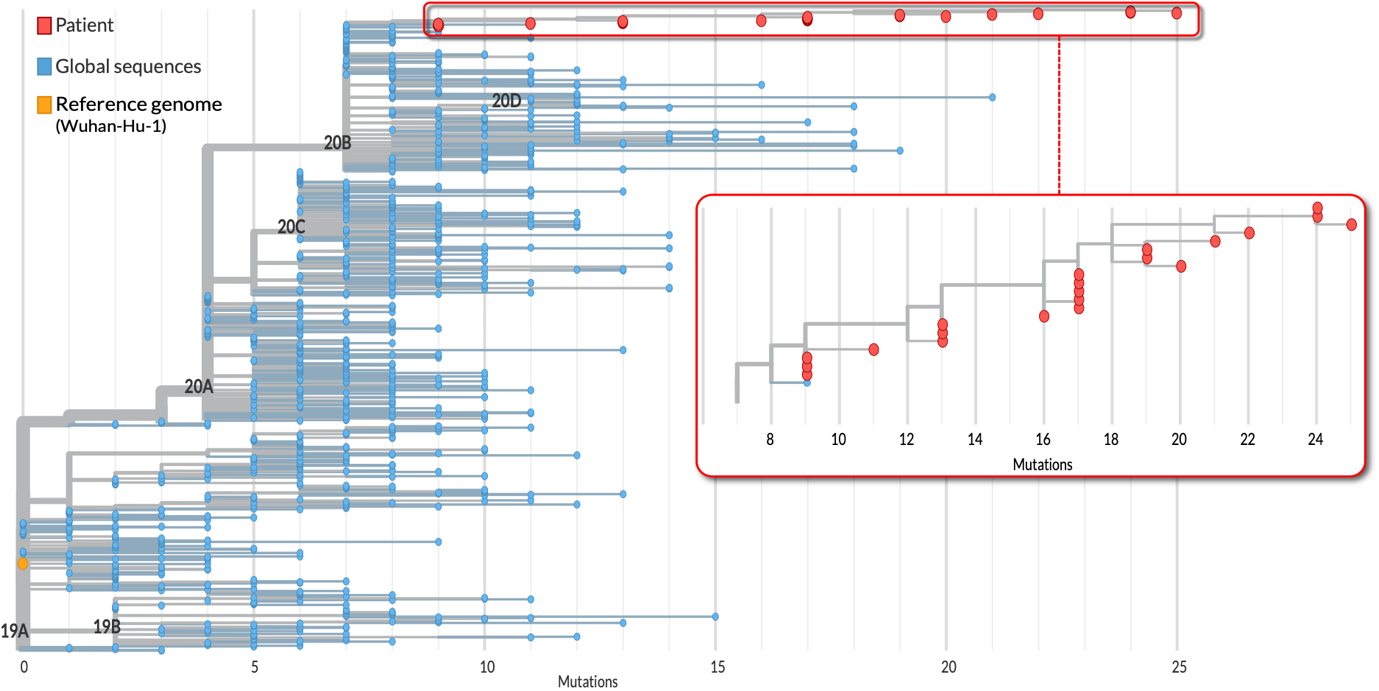 Patient
Global sequences
Reference genome
(Wuhan-Hu-1)
20D
20B
20C
20A
19A
19B
8 10 12 14 16 18 20 22 24
Mutations
0 5 10 15 20 25
Mutations